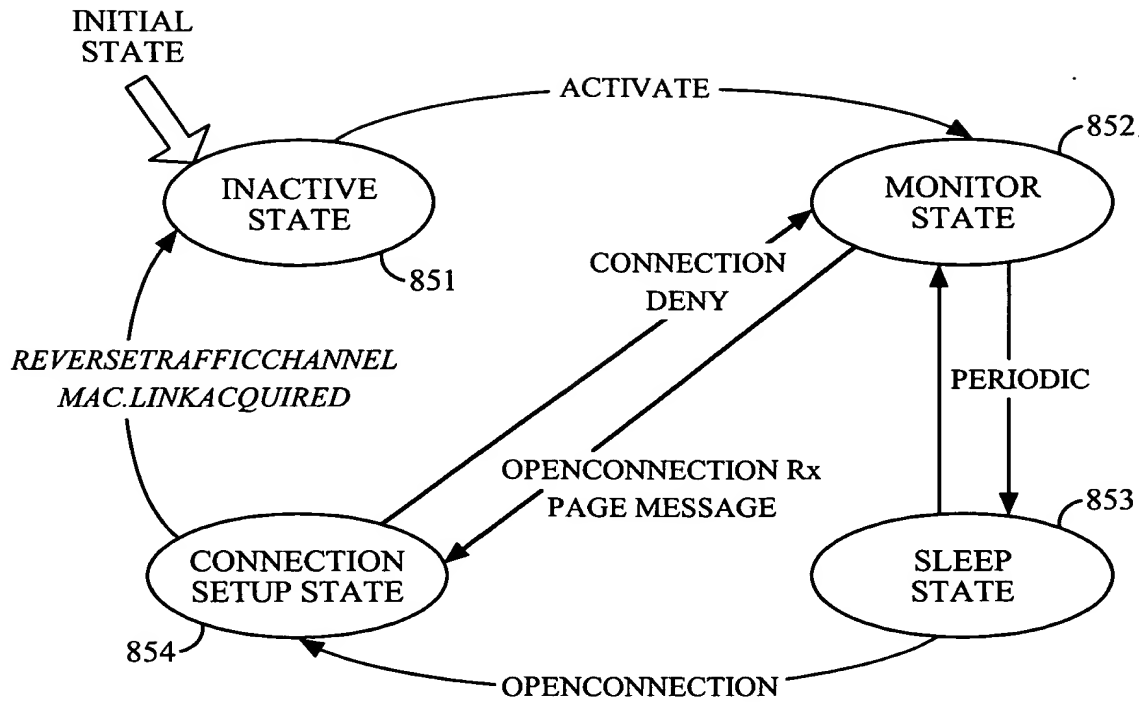 INITIAL
STATE
ACTIVATE
852
INACTIVE
STATE
MONITOR
STATE
851
CONNECTION
DENY
REVERSETRAFFICCHANNEL
MAC.LINKACQUIRED
PERIODIC
OPENCONNECTION Rx
PAGE MESSAGE
853
CONNECTION
SETUP STATE
SLEEP
STATE
854
OPENCONNECTION